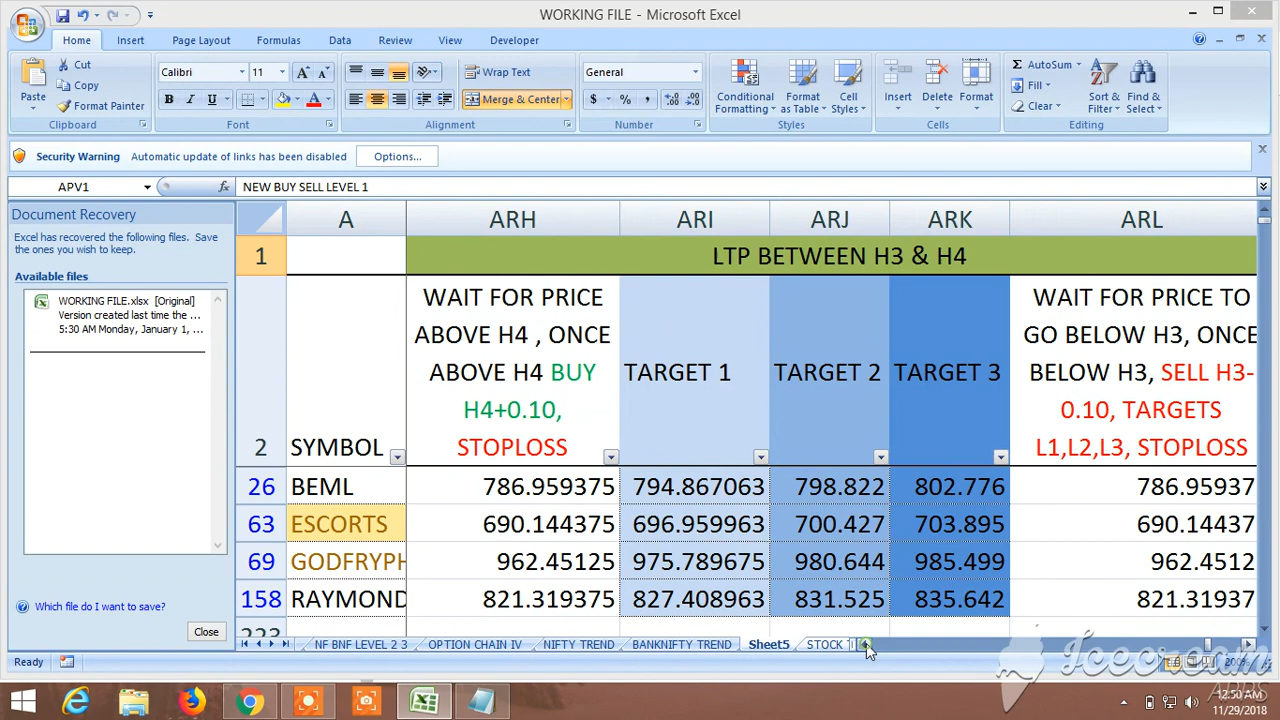 WORKING FILE - Microsoft Excel
Home Insert Page Layout Formulas Data Review View Developer
Paste Cut Copy Format Painter
Clipboard
Calibri 11
B I U
Font
Wrap Text
Merge & Center
Alignment
General
$ % ,
Number
Conditional Formatting Format as Table Cell Styles
Styles
Insert Delete Format
Cells
AutoSum Fill Clear
Sort & Filter Find & Select
Editing
Security Warning Automatic update of links has been disabled Options...
APV1 fx NEW BUY SELL LEVEL 1
Document Recovery
Excel has recovered the following files. Save
the ones you wish to keep.
Available files
WORKING FILE.xlsx [Original]
Version created last time the ...
5:30 AM Monday, January 1, ...
Which file do I want to save?
Close
A ARH ARI ARJ ARK ARL
1 LTP BETWEEN H3 & H4
2 SYMBOL
WAIT FOR PRICE
ABOVE H4 , ONCE
ABOVE H4 BUY
H4+0.10,
STOPLOSS
TARGET 1 TARGET 2 TARGET 3
WAIT FOR PRICE TO
GO BELOW H3, ONCE
BELOW H3, SELL H3-
0.10, TARGETS
L1,L2,L3, STOPLOSS
26 BEML 786.959375 794.867063 798.822 802.776 786.95937
63 ESCORTS 690.144375 696.959963 700.427 703.895 690.14437
69 GODFRYPH 962.45125 975.789675 980.644 985.499 962.4512
158 RAYMOND 821.319375 827.408963 831.525 835.642 821.31937
223
NF BNF LEVEL 2 3 OPTION CHAIN IV NIFTY TREND BANKNIFTY TREND Sheet5 STOCK
Ready
Icecream
Apps
12:50 AM
11/29/2018